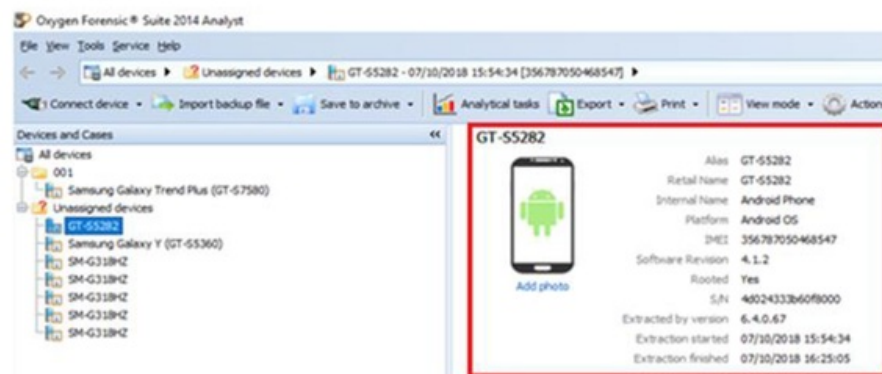 Oxygen Forensic® Suite 2014 Analyst
File View Tools Service Help
All devices ▶ Unassigned devices ▶ GT-S5282 - 07/10/2018 15:54:34 [356787050468547] ▶
Connect device Import backup file Save to archive Analytical tasks Export Print View mode Action
Devices and Cases «
All devices
001
Samsung Galaxy Trend Plus (GT-S7580)
Unassigned devices
GT-S5282
Samsung Galaxy Y (GT-S5360)
SM-G318HZ
SM-G318HZ
SM-G318HZ
SM-G318HZ
SM-G318HZ
GT-S5282
Add photo
Alias GT-S5282
Retail Name GT-S5282
Internal Name Android Phone
Platform Android OS
IMEI 356787050468547
Software Revision 4.1.2
Rooted Yes
S/N 4d024333b60f8000
Extracted by version 6.4.0.67
Extraction started 07/10/2018 15:54:34
Extraction finished 07/10/2018 16:25:05